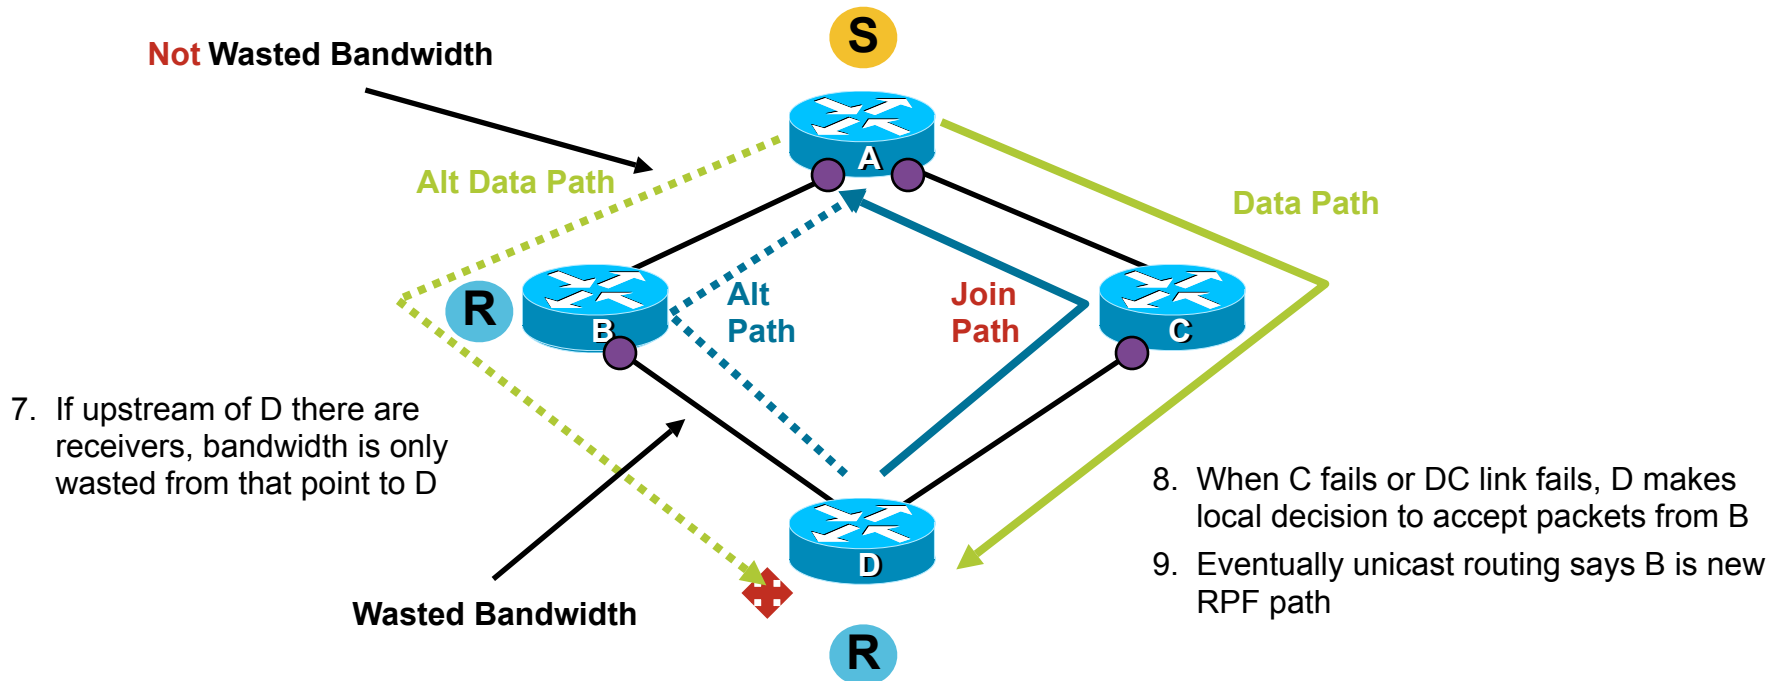 S
Not Wasted Bandwidth
A
Alt Data Path
Data Path
R
B
Alt
Path
Join
Path
C
7. If upstream of D there are
receivers, bandwidth is only
wasted from that point to D
8. When C fails or DC link fails, D makes
local decision to accept packets from B
9. Eventually unicast routing says B is new
RPF path
D
Wasted Bandwidth
R